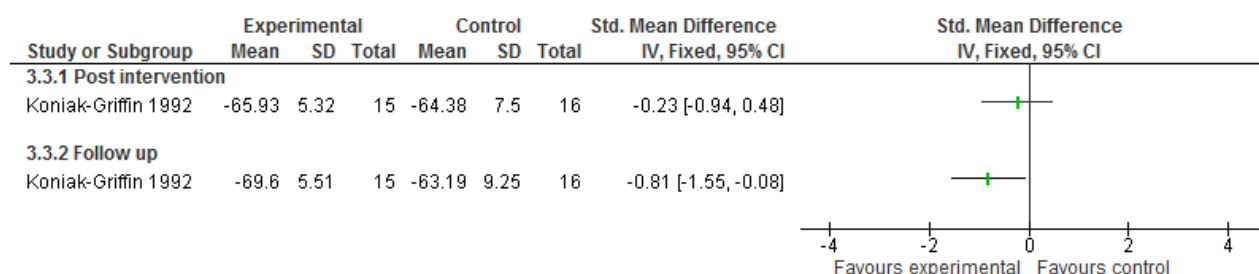 Experimental Control Std. Mean Difference Std. Mean Difference
Study or Subgroup Mean SD Total Mean SD Total IV, Fixed, 95% CI IV, Fixed, 95% CI
3.3.1 Post intervention
Koniak-Griffin 1992 -65.93 5.32 15 -64.38 7.5 16 -0.23 [-0.94, 0.48]
3.3.2 Follow up
Koniak-Griffin 1992 -69.6 5.51 15 -63.19 9.25 16 -0.81 [-1.55, -0.08]
-4 -2 0 2 4
Favours experimental Favours control